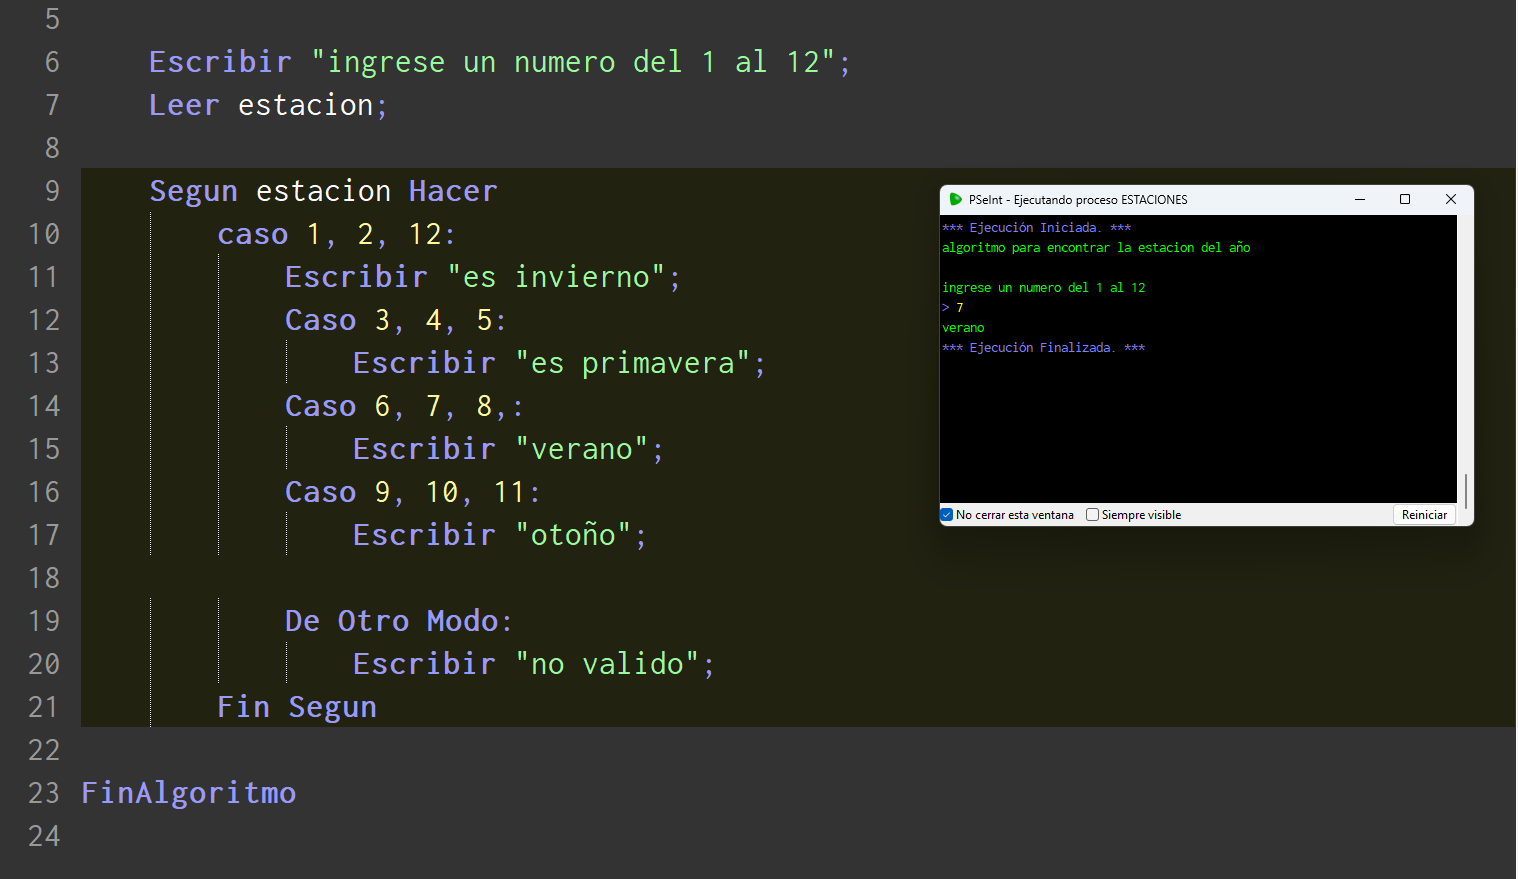 5
6 Escribir "ingrese un numero del 1 al 12";
7 Leer estacion;
8
9 Segun estacion Hacer
10 caso 1, 2, 12:
11 Escribir "es invierno";
12 Caso 3, 4, 5:
13 Escribir "es primavera";
14 Caso 6, 7, 8,:
15 Escribir "verano";
16 Caso 9, 10, 11:
17 Escribir "otoño";
18
19 De Otro Modo:
20 Escribir "no valido";
21 Fin Segun
22
23 FinAlgoritmo
24
PSeInt - Ejecutando proceso ESTACIONES
*** Ejecución Iniciada. ***
algoritmo para encontrar la estacion del año
ingrese un numero del 1 al 12
> 7
verano
*** Ejecución Finalizada. ***
No cerrar esta ventana Siempre visible Reiniciar